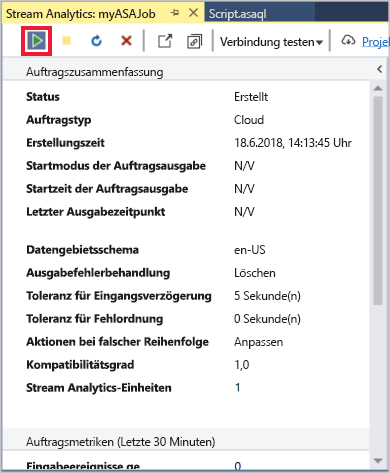 Stream Analytics: myASAJob Script.asaql
Verbindung testen Proje
Auftragszusammenfassung
Status Erstellt
Auftragstyp Cloud
Erstellungszeit 18.6.2018, 14:13:45 Uhr
Startmodus der Auftragsausgabe N/V
Startzeit der Auftragsausgabe N/V
Letzter Ausgabezeitpunkt N/V
Datengebietsschema en-US
Ausgabefehlerbehandlung Löschen
Toleranz für Eingangsverzögerung 5 Sekunde(n)
Toleranz für Fehlordnung 0 Sekunde(n)
Aktionen bei falscher Reihenfolge Anpassen
Kompatibilitätsgrad 1,0
Stream Analytics-Einheiten 1
Auftragsmetriken (Letzte 30 Minuten)
Eingabeereignisse ge 0